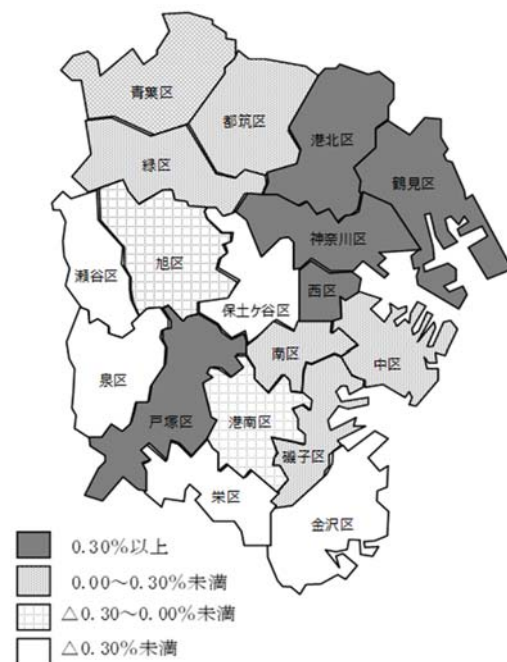 青葉区
都筑区
港北区
鶴見区
緑区
神奈川区
旭区
瀬谷区
西区
保土ケ谷区
南区
中区
泉区
戸塚区
港南区
磯子区
栄区
金沢区
0.30%以上
0.00～0.30%未満
△0.30～0.00%未満
△0.30%未満